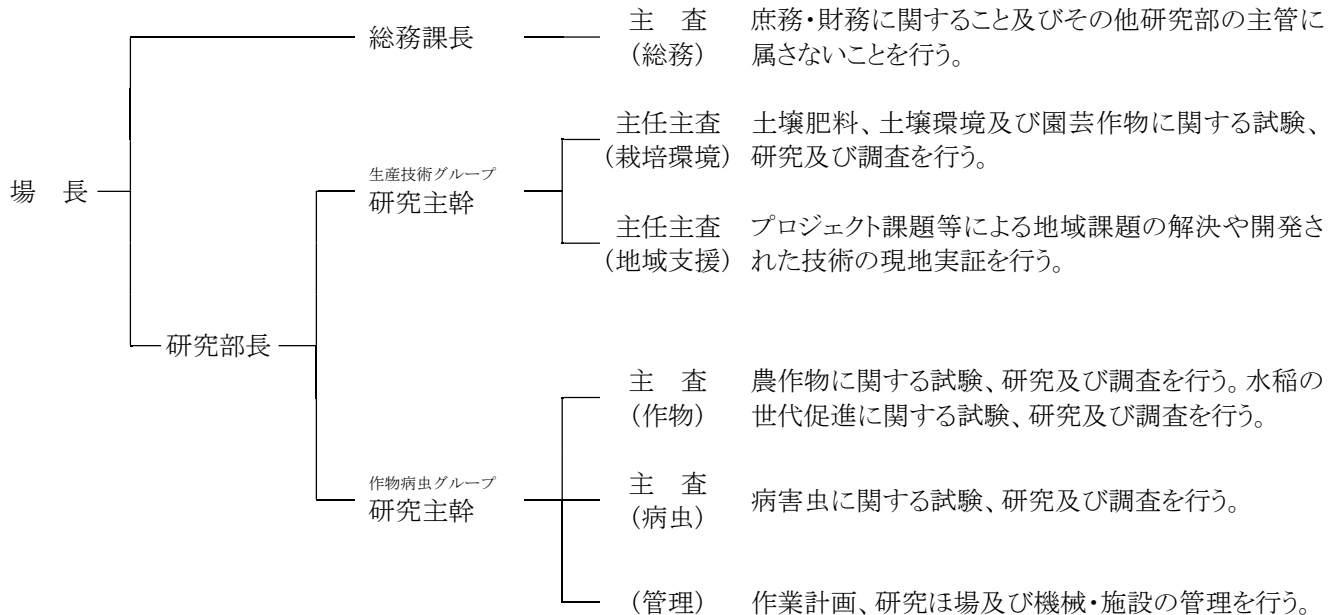 場　長
総務課長
主　査
(総務)
庶務・財務に関すること及びその他研究部の主管に
属さないことを行う。
研究部長
生産技術グループ
研究主幹
主任主査
(栽培環境)
土壌肥料、土壌環境及び園芸作物に関する試験、
研究及び調査を行う。
主任主査
(地域支援)
プロジェクト課題等による地域課題の解決や開発さ
れた技術の現地実証を行う。
作物病虫グループ
研究主幹
主　査
(作物)
農作物に関する試験、研究及び調査を行う。水稲の
世代促進に関する試験、研究及び調査を行う。
主　査
(病虫)
病害虫に関する試験、研究及び調査を行う。
(管理)
作業計画、研究ほ場及び機械・施設の管理を行う。